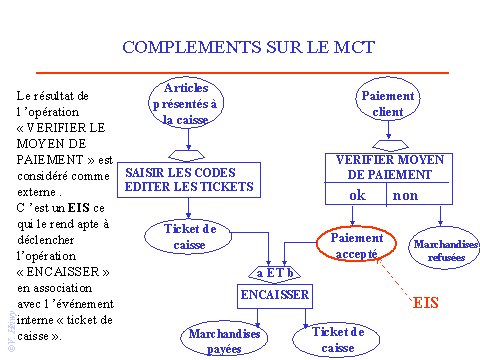 COMPLEMENTS SUR LE MCT
Le résultat de
l 'opération
« VERIFIER LE
MOYEN DE
PAIEMENT » est
considéré comme
externe .
C 'est un EIS ce
qui le rend apte à
déclencher
l'opération
« ENCAISSER »
en association
avec l 'événement
interne « ticket de
caisse ».
Articles
présentés à
la caisse
SAISIR LES CODES
EDITER LES TICKETS
Ticket de
caisse
Paiement
client
VERIFIER MOYEN
DE PAIEMENT
ok non
Paiement
accepté
Marchandises
refusées
a ET b
ENCAISSER
EIS
Marchandises
payées
Ticket de
caisse